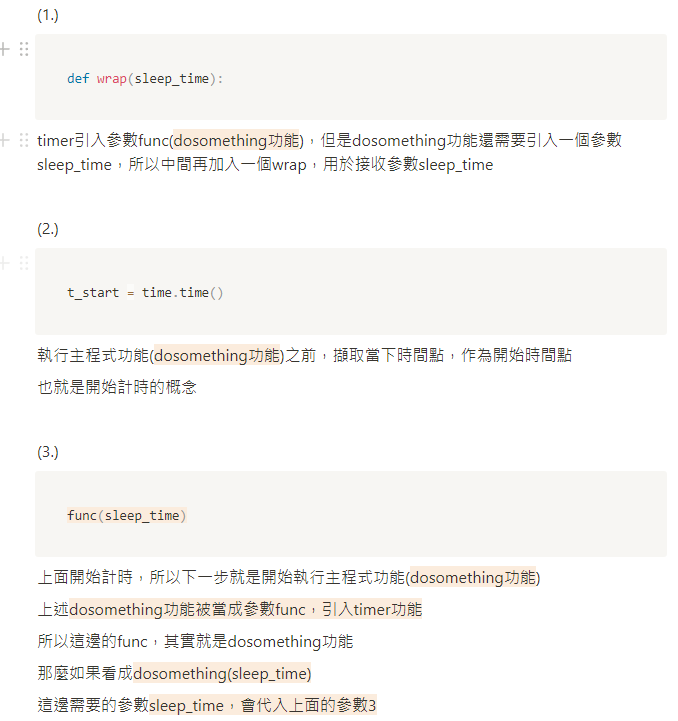 (1.)
def wrap(sleep_time):
timer引入參數func(dosomething功能)，但是dosomething功能還需要引入一個參數
sleep_time，所以中間再加入一個wrap，用於接收參數sleep_time
(2.)
t_start = time.time()
執行主程式功能(dosomething功能)之前，擷取當下時間點，作為開始時間點
也就是開始計時的概念
(3.)
func(sleep_time)
上面開始計時，所以下一步就是開始執行主程式功能(dosomething功能)
上述dosomething功能被當成參數func，引入timer功能
所以這邊的func，其實就是dosomething功能
那麼如果看成dosomething(sleep_time)
這邊需要的參數sleep_time，會代入上面的參數3